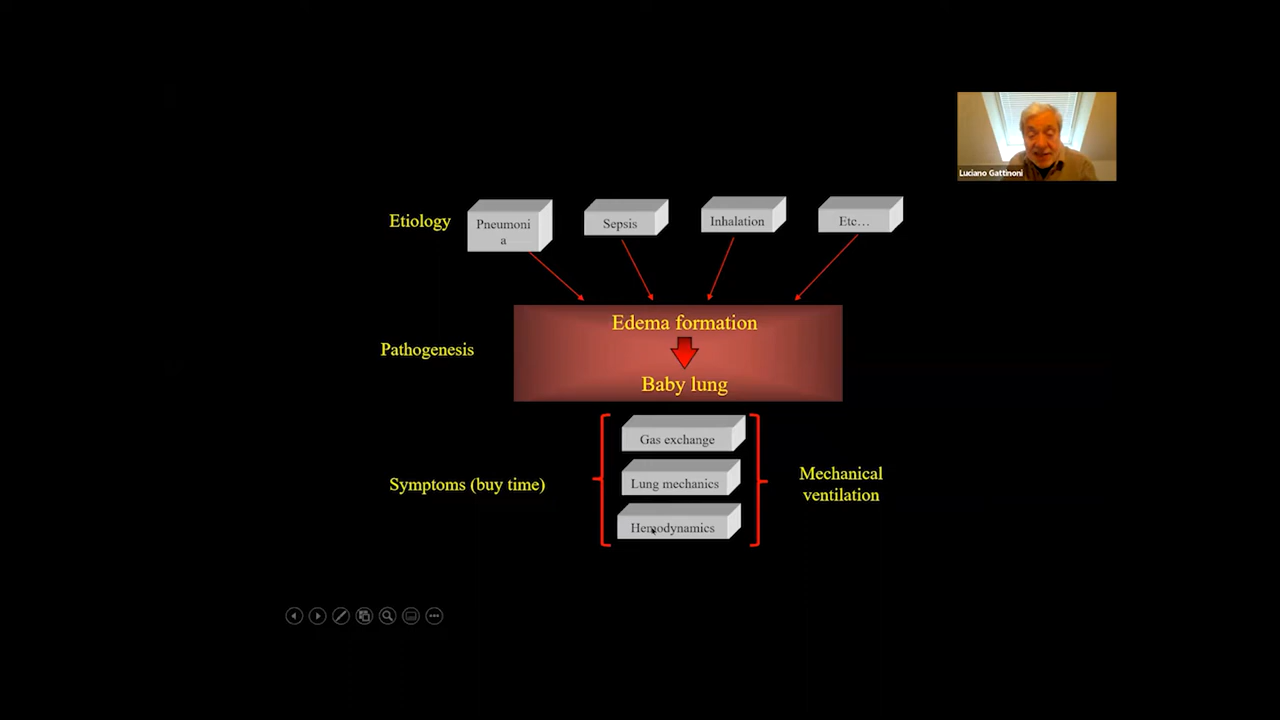 Luciano Gattinoni
Etiology
Pneumoni
a
Sepsis
Inhalation
Etc...
Edema formation
Pathogenesis
Baby lung
Gas exchange
Symptoms (buy time)
Lung mechanics
Mechanical
ventilation
Hemodynamics